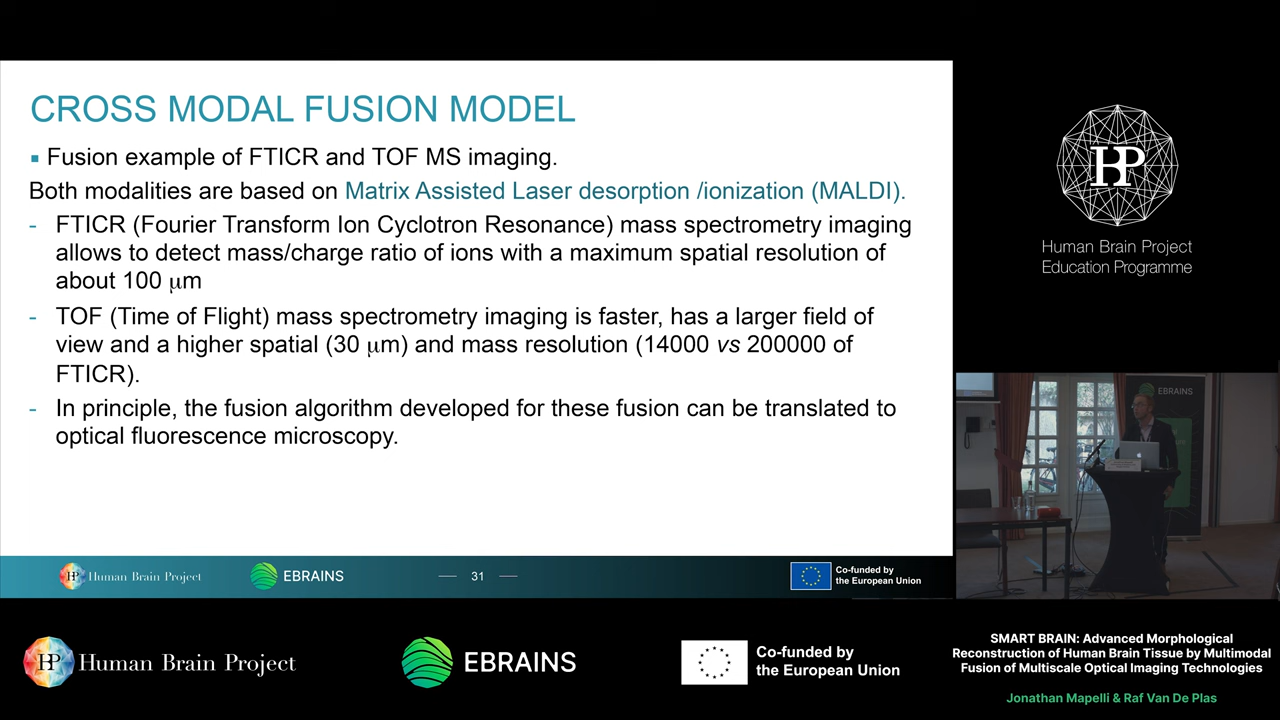 CROSS MODAL FUSION MODEL
▪ Fusion example of FTICR and TOF MS imaging.
Both modalities are based on Matrix Assisted Laser desorption /ionization (MALDI).
- FTICR (Fourier Transform Ion Cyclotron Resonance) mass spectrometry imaging
allows to detect mass/charge ratio of ions with a maximum spatial resolution of
about 100 μm
- TOF (Time of Flight) mass spectrometry imaging is faster, has a larger field of
view and a higher spatial (30 μm) and mass resolution (14000 vs 200000 of
FTICR).
- In principle, the fusion algorithm developed for these fusion can be translated to
optical fluorescence microscopy.
Human Brain Project
EBRAINS
31
Co-funded by
the European Union
HBP
Human Brain Project
Education Programme
EBRAINS
Human Brain Project
EBRAINS
Co-funded by
the European Union
SMART BRAIN: Advanced Morphological
Reconstruction of Human Brain Tissue by Multimodal
Fusion of Multiscale Optical Imaging Technologies
Jonathan Mapelli & Raf Van De Plas